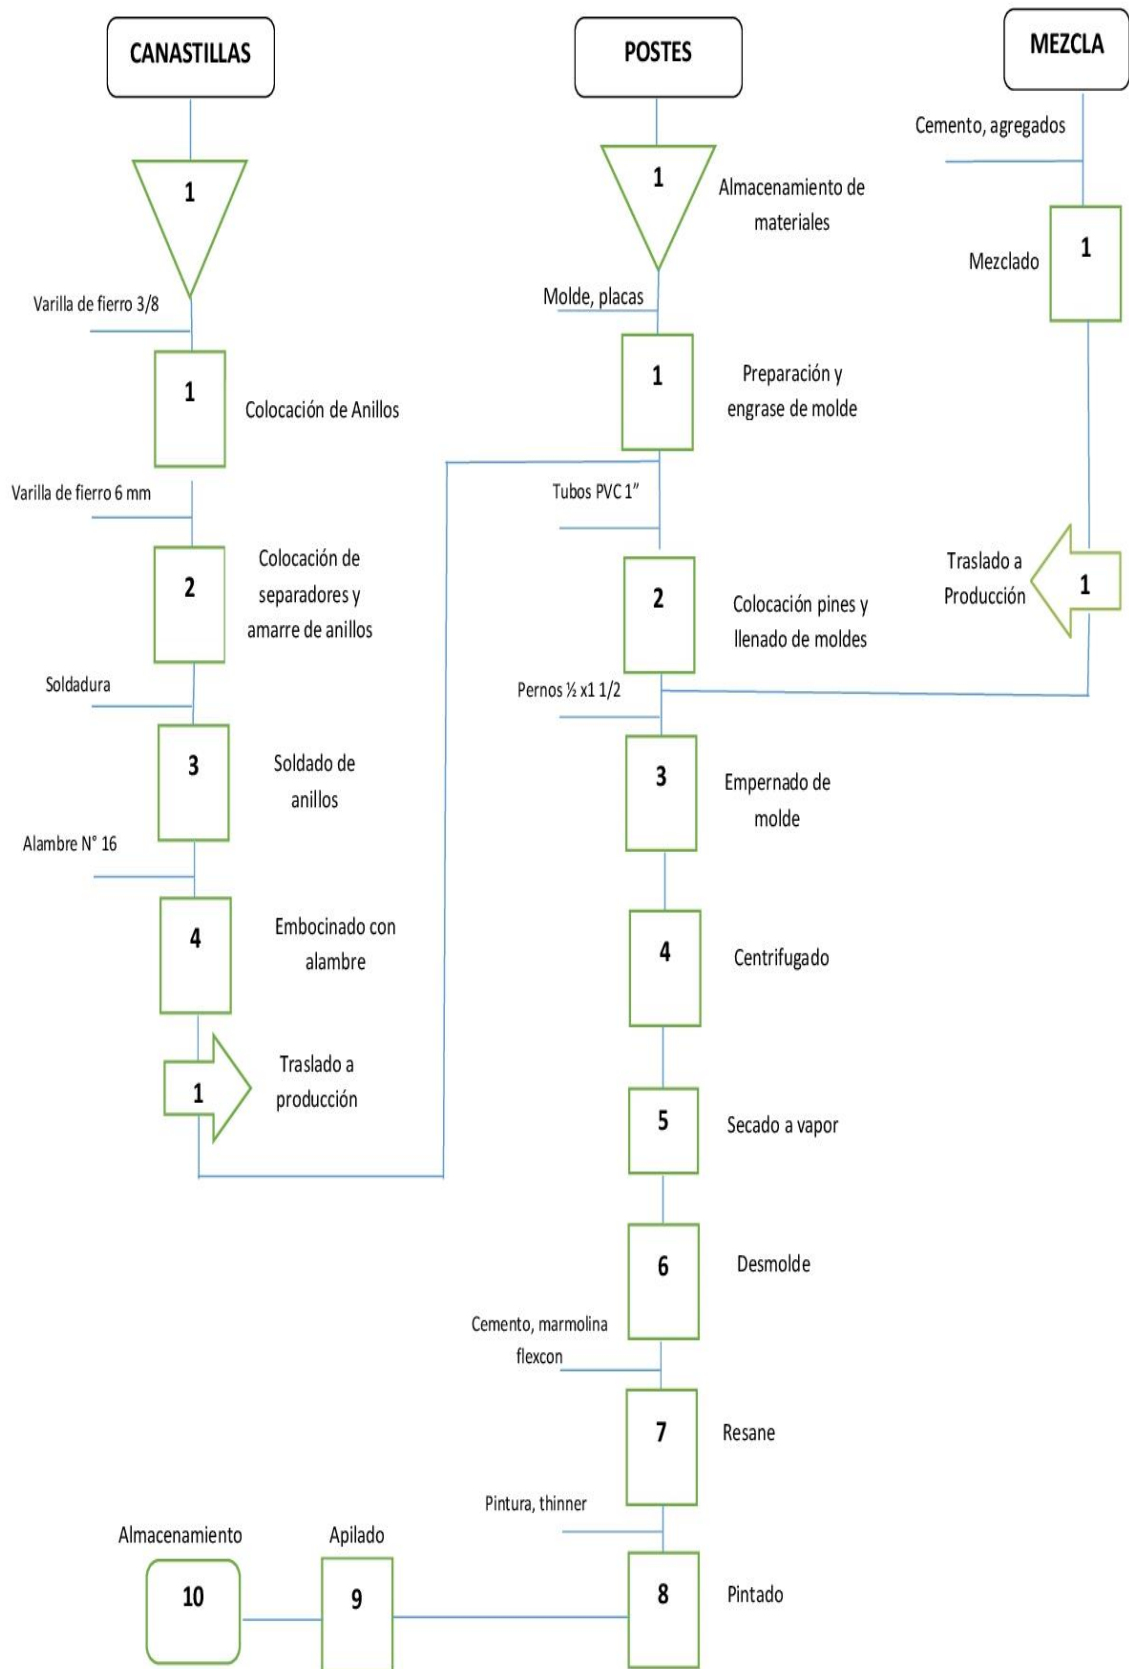 CANASTILLAS
1
Varilla de fierro 3/8
1
Colocación de Anillos
Varilla de fierro 6 mm
2
Colocación de
separadores y
amarre de anillos
Soldadura
3
Soldado de
anillos
Alambre N° 16
4
Embocinado con
alambre
1
Traslado a
producción
POSTES
1
Almacenamiento de
materiales
Molde, placas
1
Preparación y
engrase de molde
Tubos PVC 1”
2
Colocación pines y
llenado de moldes
Pernos ½ x1 1/2
3
Empernado de
molde
4
Centrifugado
5
Secado a vapor
6
Desmolde
Cemento, marmolina
flexcon
7
Resane
Pintura, thinner
8
Pintado
Apilado
9
Almacenamiento
10
MEZCLA
Cemento, agregados
Mezclado
1
Traslado a
Producción
1